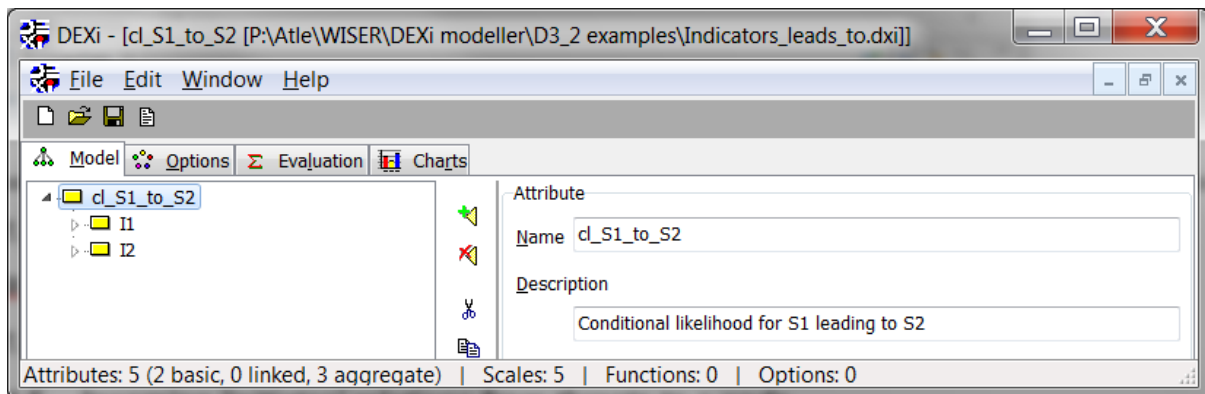 DEXi - [cl_S1_to_S2 [P:\Atle\WISER\DEXi modeller\D3_2 examples\Indicators_leads_to.dxi]]
File Edit Window Help
Model Options Evaluation Charts
cl_S1_to_S2
I1
I2
Attribute
Name cl_S1_to_S2
Description
Conditional likelihood for S1 leading to S2
Attributes: 5 (2 basic, 0 linked, 3 aggregate) | Scales: 5 | Functions: 0 | Options: 0